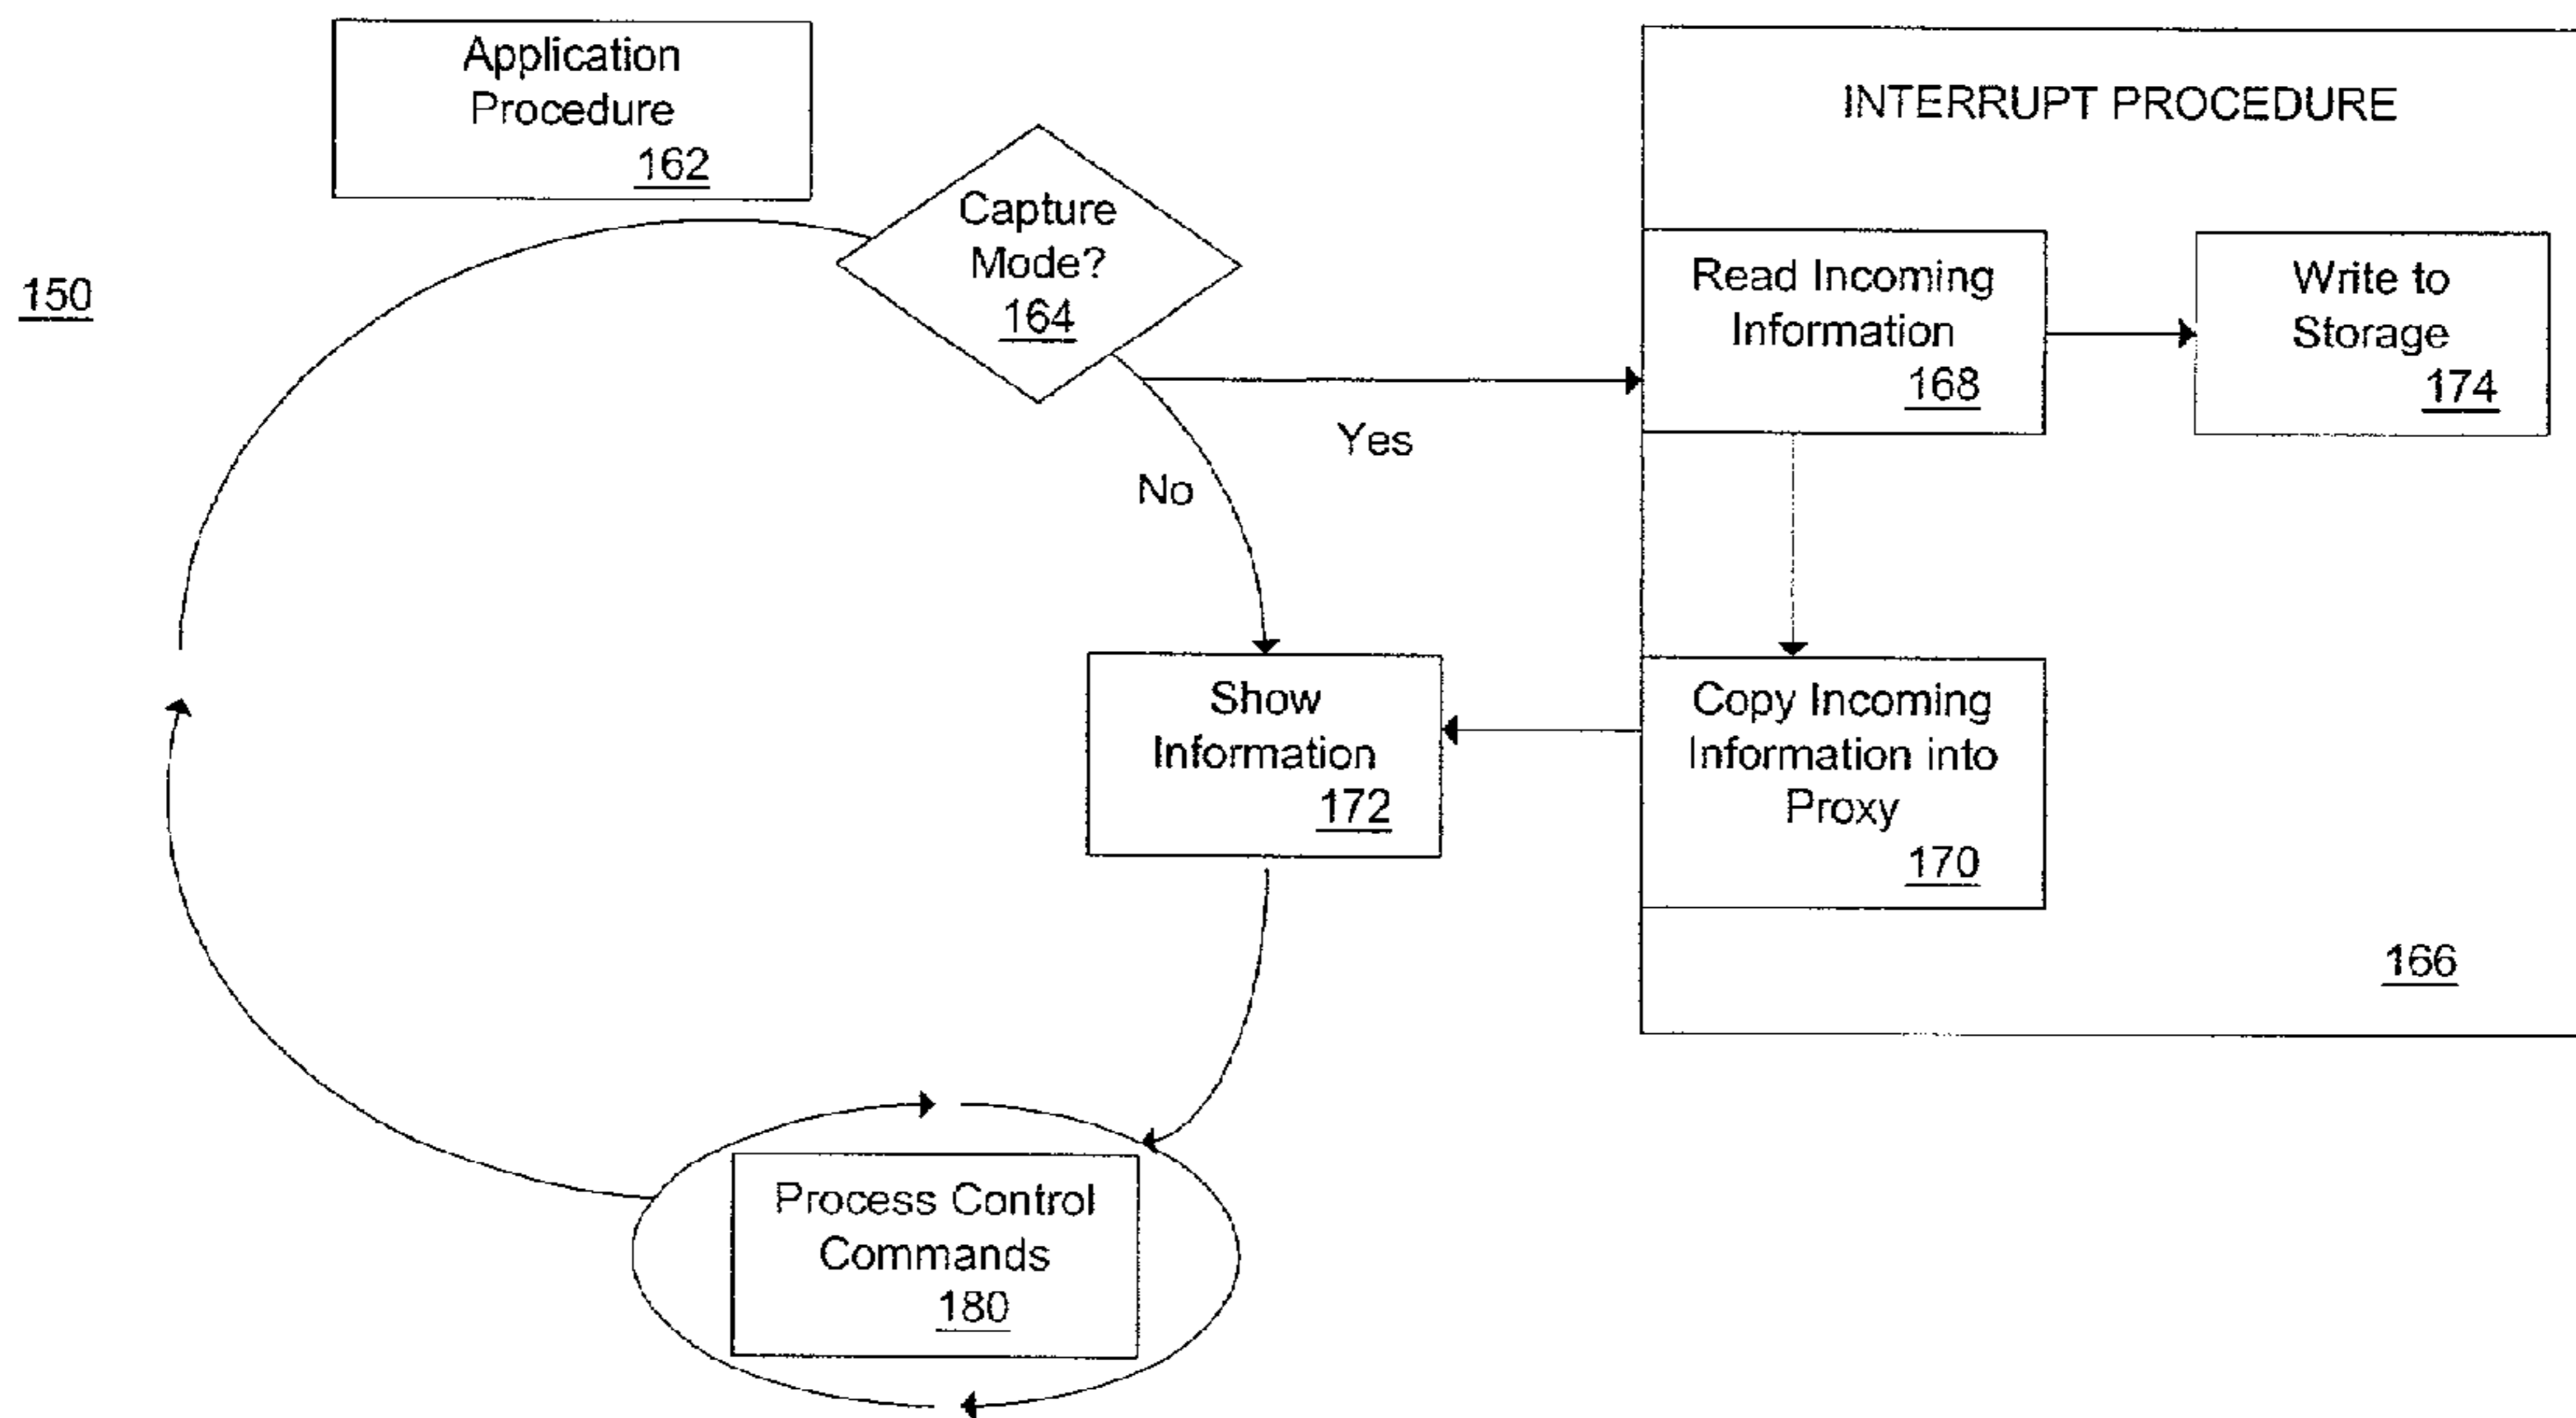 Application
Procedure
162
INTERRUPT PROCEDURE
Capture
Mode?
164
150
Read Incoming
Information
168
Write to
Storage
174
Yes
No
Show
Information
172
Copy Incoming
Information into
Proxy
170
166
Process Control
Commands
180